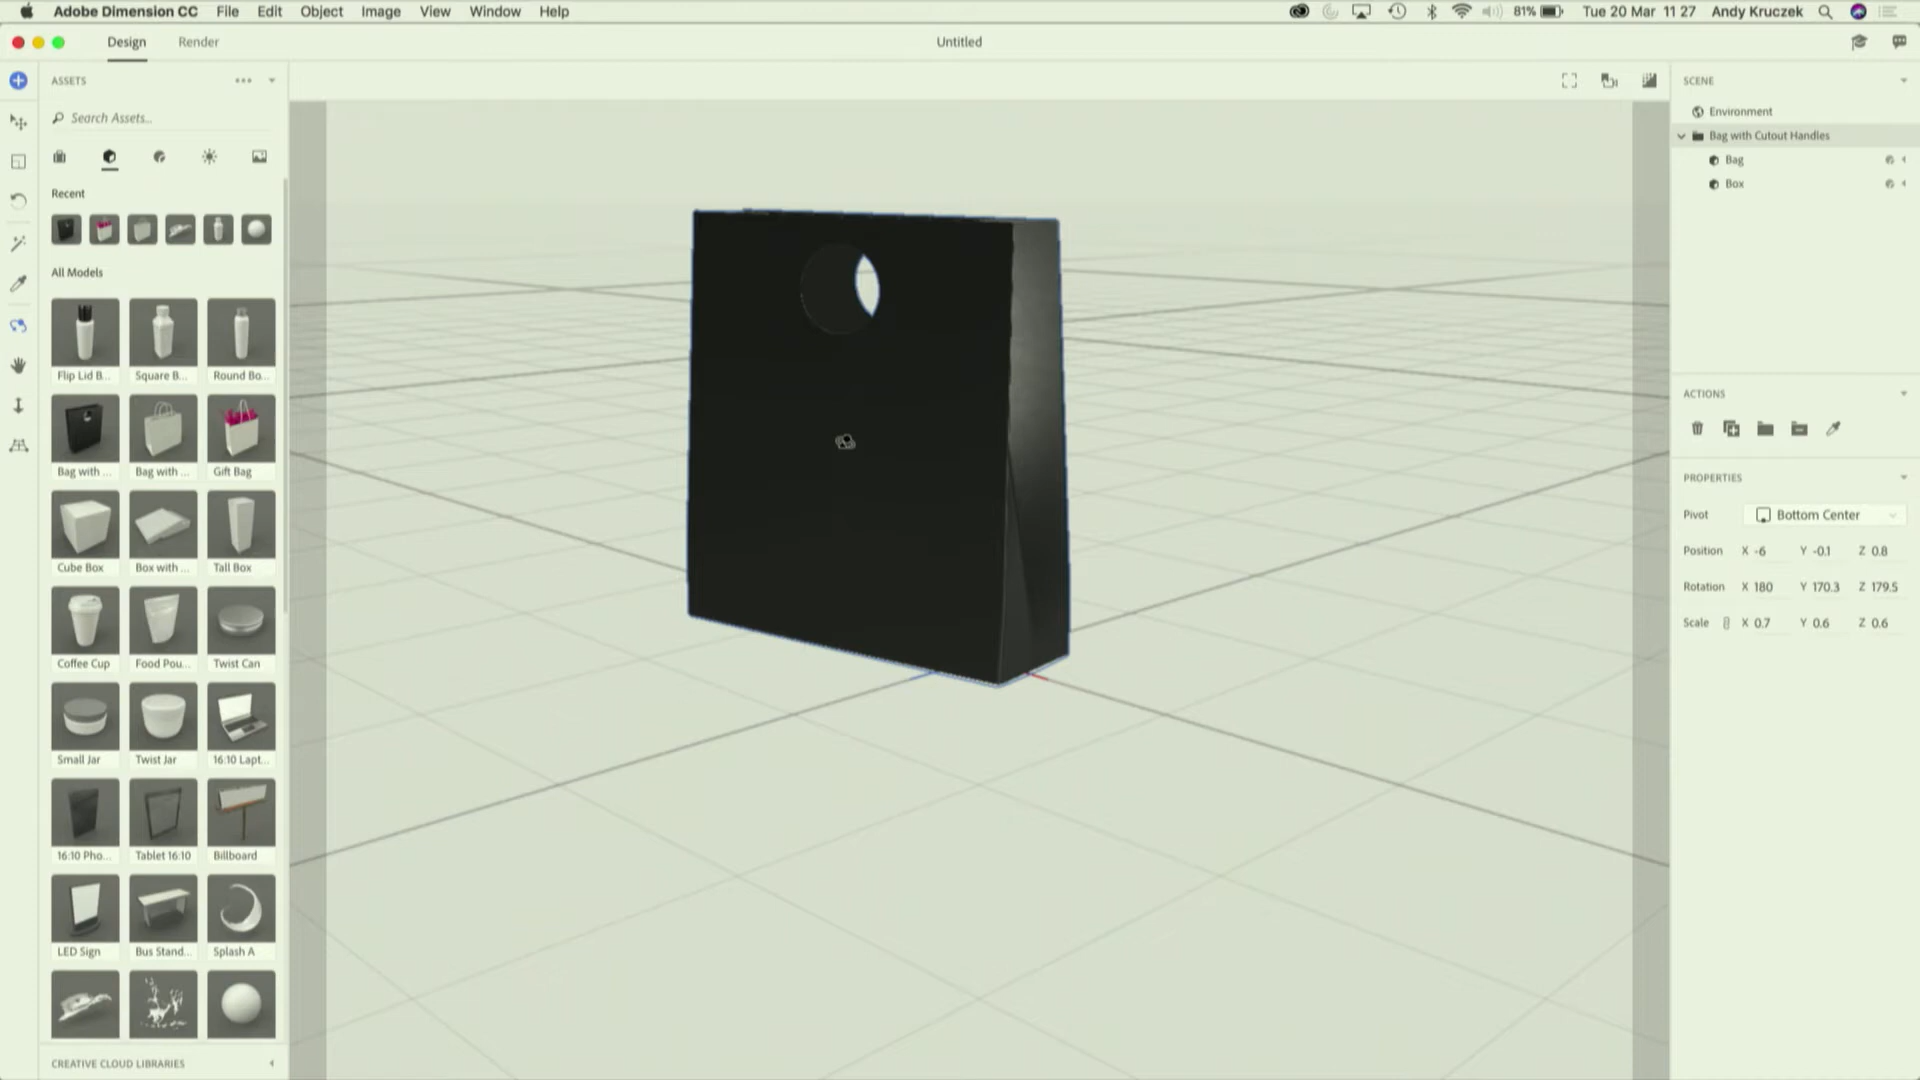 Adobe Dimension CC File Edit Object Image View Window Help 81% Tue 20 Mar 11 27 Andy Kruczek
Design Render Untitled
ASSETS
Search Assets...
Recent
All Models
Flip Lid B... Square B... Round Bo...
Bag with ... Bag with ... Gift Bag
Cube Box Box with ... Tall Box
Coffee Cup Food Pou... Twist Can
Small Jar Twist Jar 16:10 Lapt...
16:10 Pho... Tablet 16:10 Billboard
LED Sign Bus Stand... Splash A
CREATIVE CLOUD LIBRARIES
SCENE
Environment
Bag with Cutout Handles
Bag
Box
ACTIONS
PROPERTIES
Pivot Bottom Center
Position X -6 Y -0.1 Z 0.8
Rotation X 180 Y 170.3 Z 179.5
Scale X 0.7 Y 0.6 Z 0.6